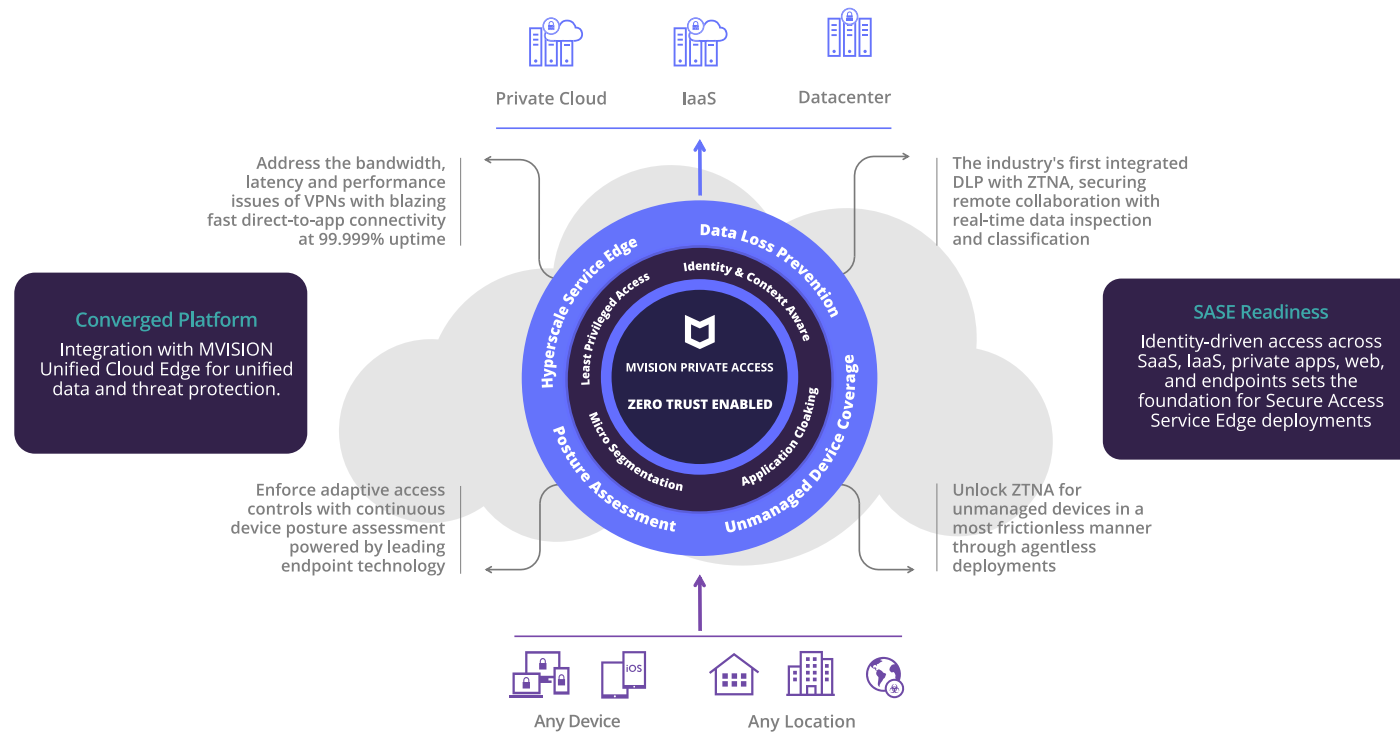 Private Cloud
IaaS
Datacenter
Address the bandwidth,
latency and performance
issues of VPNs with blazing
fast direct-to-app connectivity
at 99.999% uptime
The industry's first integrated
DLP with ZTNA, securing
remote collaboration with
real-time data inspection
and classification
Hyperscale Service Edge
Data Loss Prevention
Least Privileged Access
Identity & Context Aware
Converged Platform
Integration with MVISION
Unified Cloud Edge for unified
data and threat protection.
MVISION PRIVATE ACCESS
ZERO TRUST ENABLED
SASE Readiness
Identity-driven access across
SaaS, IaaS, private apps, web,
and endpoints sets the
foundation for Secure Access
Service Edge deployments
Micro Segmentation
Application Cloaking
Posture Assessment
Unmanaged Device Coverage
Enforce adaptive access
controls with continuous
device posture assessment
powered by leading
endpoint technology
Unlock ZTNA for
unmanaged devices in a
most frictionless manner
through agentless
deployments
iOS
Any Device
Any Location